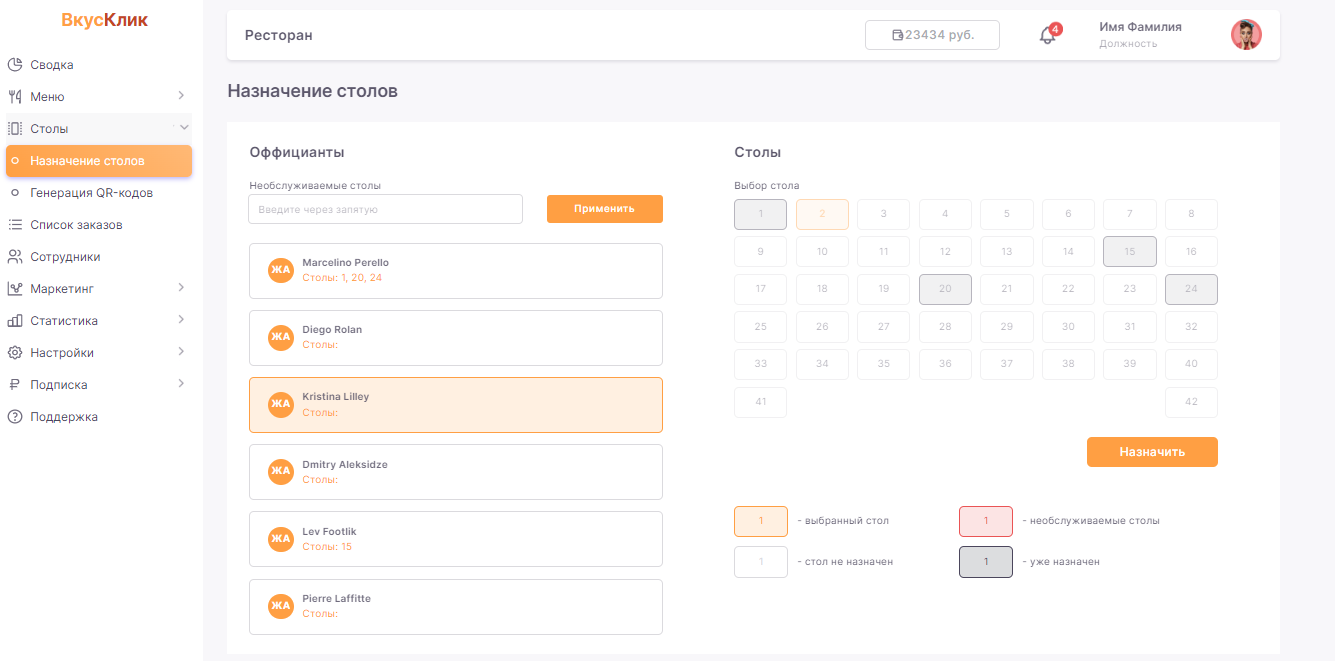 ВкусКлик
Сводка
Меню
Столы
Назначение столов
Генерация QR-кодов
Список заказов
Сотрудники
Маркетинг
Статистика
Настройки
Подписка
Поддержка
Ресторан
23434 руб.
4
Имя Фамилия
Должность
Назначение столов
Оффицианты
Необслуживаемые столы
Введите через запятую
Применить
ЖА
Marcelino Perello
Столы: 1, 20, 24
ЖА
Diego Rolan
Столы:
ЖА
Kristina Lilley
Столы:
ЖА
Dmitry Aleksidze
Столы:
ЖА
Lev Footlik
Столы: 15
ЖА
Pierre Laffitte
Столы:
Столы
Выбор стола
1 2 3 4 5 6 7 8
9 10 11 12 13 14 15 16
17 18 19 20 21 22 23 24
25 26 27 28 29 30 31 32
33 34 35 36 37 38 39 40
41 42
Назначить
1 - выбранный стол
1 - необслуживаемые столы
1 - стол не назначен
1 - уже назначен